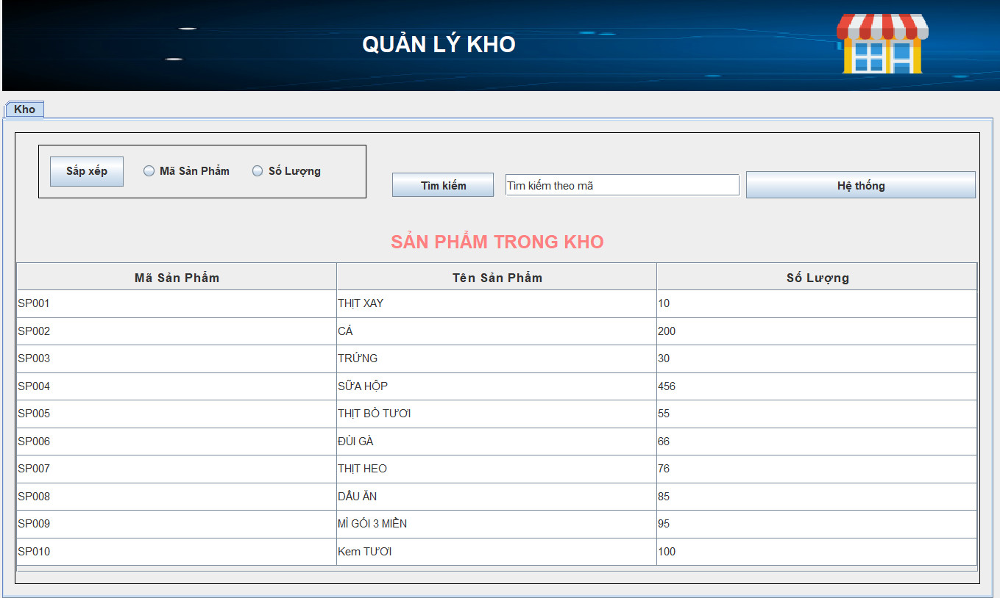 QUẢN LÝ KHO
Kho
Sắp xếp Mã Sản Phẩm Số Lượng
Tìm kiếm Tìm kiếm theo mã Hệ thống
SẢN PHẨM TRONG KHO
Mã Sản Phẩm Tên Sản Phẩm Số Lượng
SP001 THỊT XAY 10
SP002 CÁ 200
SP003 TRỨNG 30
SP004 SỮA HỘP 456
SP005 THỊT BÒ TƯƠI 55
SP006 ĐÙI GÀ 66
SP007 THỊT HEO 76
SP008 DẦU ĂN 85
SP009 MÌ GÓI 3 MIỀN 95
SP010 Kem TƯƠI 100